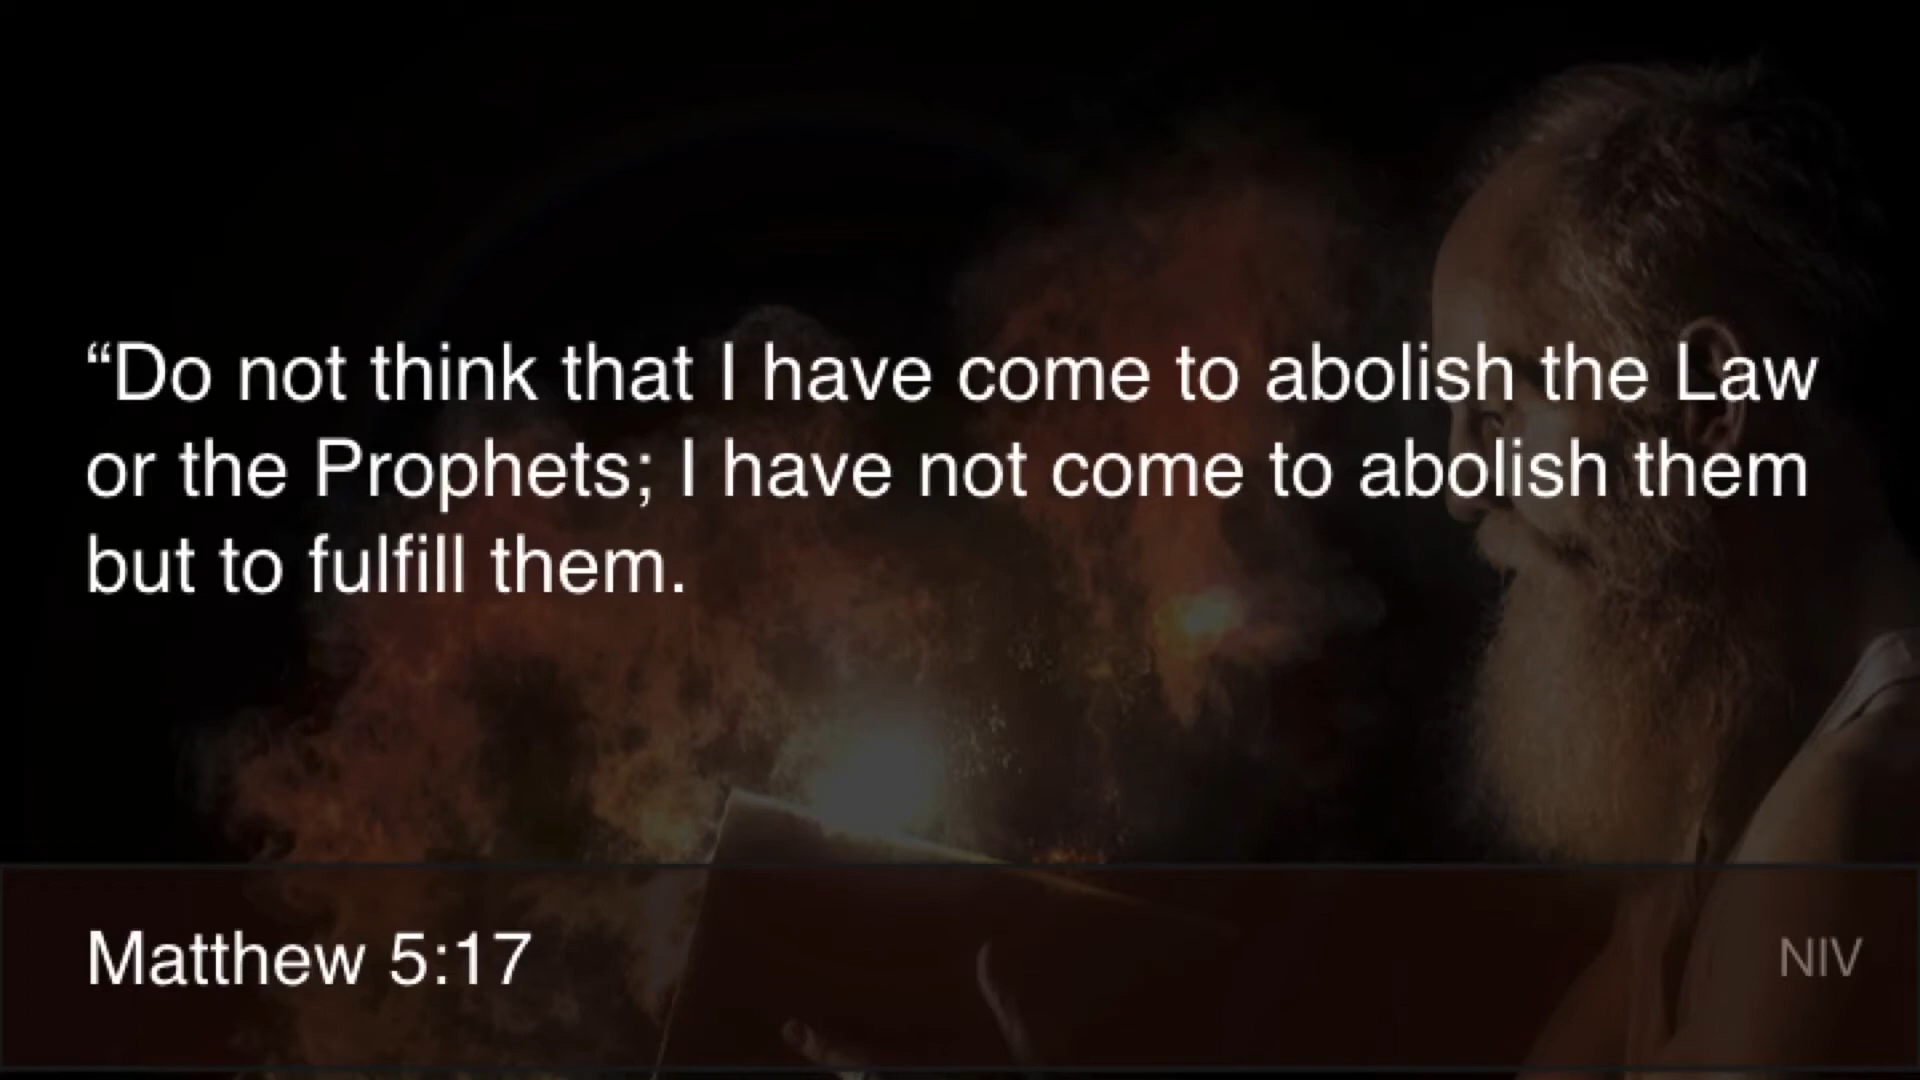 “Do not think that I have come to abolish the Law
or the Prophets; I have not come to abolish them
but to fulfill them.
Matthew 5:17
NIV